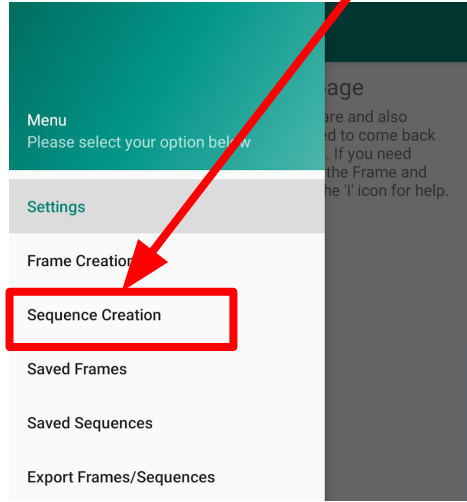 Menu
Please select your option below
Settings
Frame Creation
Sequence Creation
Saved Frames
Saved Sequences
Export Frames/Sequences
age
are and also
ed to come back
. If you need
the Frame and
he 'I' icon for help.